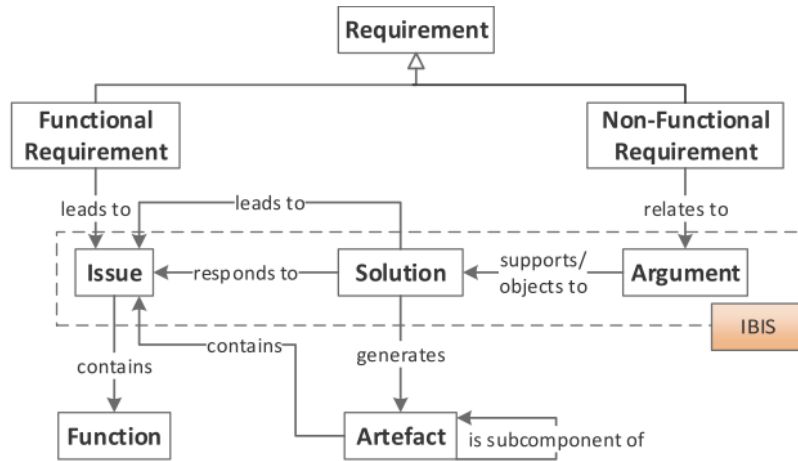 Requirement
Functional
Requirement
Non-Functional
Requirement
leads to
leads to
relates to
Issue
responds to
Solution
supports/
objects to
Argument
IBIS
contains
generates
contains
Function
Artefact
is subcomponent of